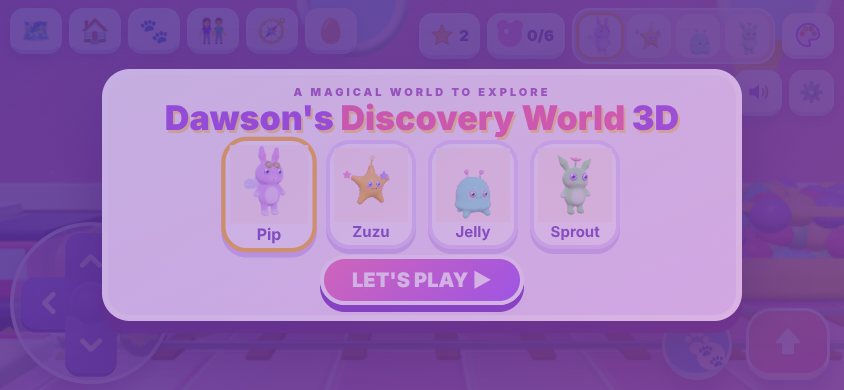 2
0/6
A MAGICAL WORLD TO EXPLORE
Dawson's Discovery World 3D
Pip
Zuzu
Jelly
Sprout
LET'S PLAY ▶